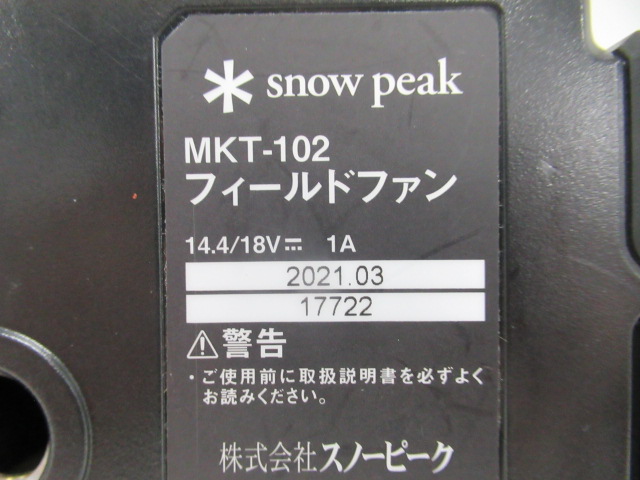 snow peak
MKT-102
フィールドファン
14.4/18V⎓ 1A
2021.03
17722
⚠警告
・ご使用前に取扱説明書を必ずよく
お読みください。
株式会社スノーピーク